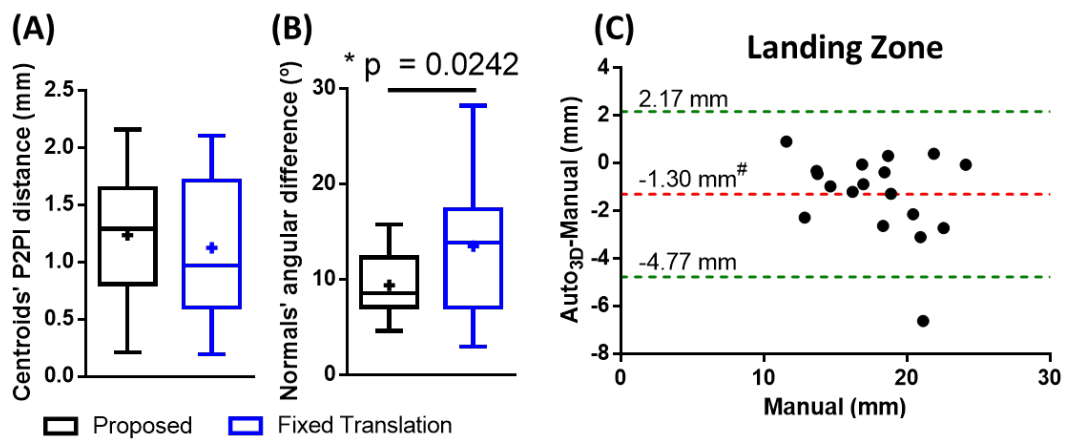 (A)
Centroids' P2Pl distance (mm)
2.5
2.0
1.5
1.0
0.5
0.0
(B)
Normals' angular difference (º)
* p = 0.0242
30
20
10
0
Proposed
Fixed Translation
(C)
Landing Zone
Auto3D-Manual (mm)
4
2
0
-2
-4
-6
-8
2.17 mm
-1.30 mm#
-4.77 mm
0
10
20
30
Manual (mm)